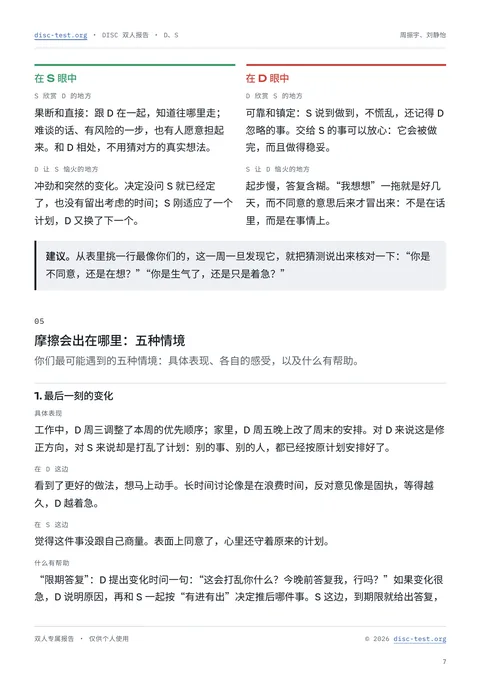 disc-test.org · DISC 双人报告 · D、S
周振宇、刘静怡
在 S 眼中
S 欣赏 D 的地方
果断和直接：跟 D 在一起，知道往哪里走；
难谈的话、有风险的一步，也有人愿意担起
来。和 D 相处，不用猜对方的真实想法。
D 让 S 恼火的地方
冲动和突然的变化。决定没问 S 就已经定
了，也没有留出考虑的时间；S 刚适应了一个
计划，D 又换了下一个。
在 D 眼中
D 欣赏 S 的地方
可靠和镇定：S 说到做到，不慌乱，还记得 D
忽略的事。交给 S 的事可以放心：它会被做
完，而且做得稳妥。
S 让 D 恼火的地方
起步慢，答复含糊。“我想想”一拖就是好几
天，而不同意的意思后来才冒出来：不是在话
里，而是在事情上。
建议。从表里挑一行最像你们的，这一周一旦发现它，就把猜测说出来核对一下：“你是
不同意，还是在想？”“你是生气了，还是只是着急？”
05
摩擦会出在哪里：五种情境
你们最可能遇到的五种情境：具体表现、各自的感受，以及什么有帮助。
1. 最后一刻的变化
具体表现
工作中，D 周三调整了本周的优先顺序；家里，D 周五晚上改了周末的安排。对 D 来说这是修
正方向，对 S 来说却是打乱了计划：别的事、别的人，都已经按原计划安排好了。
在 D 这边
看到了更好的做法，想马上动手。长时间讨论像是在浪费时间，反对意见像是固执，等得越
久，D 越着急。
在 S 这边
觉得这件事没跟自己商量。表面上同意了，心里还守着原来的计划。
什么有帮助
“限期答复”：D 提出变化时问一句：“这会打乱你什么？今晚前答复我，行吗？”如果变化很
急，D 说明原因，再和 S 一起按“有进有出”决定推后哪件事。S 这边，到期限就给出答复，
双人专属报告 · 仅供个人使用
© 2026 disc-test.org
7